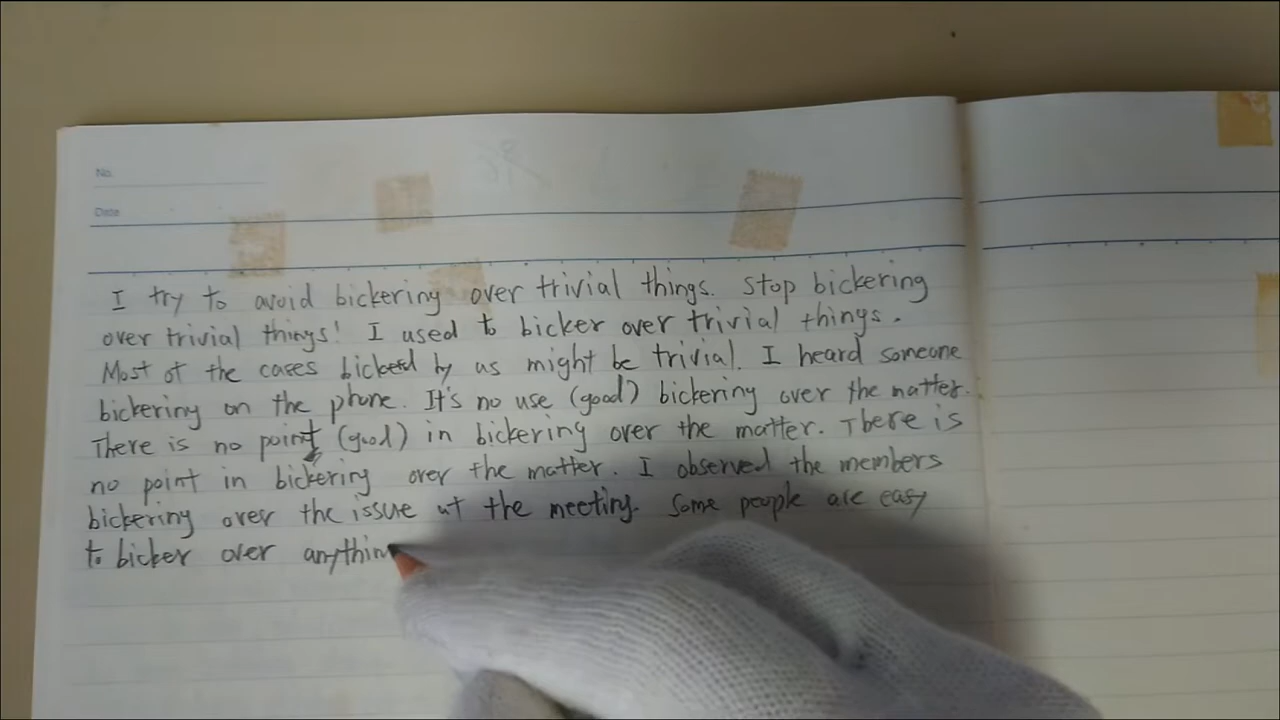 No.
Date
I try to avoid bickering over trivial things. Stop bickering
over trivial things! I used to bicker over trivial things.
Most of the cases by us might be trivial. I heard someone
bickering on the phone. It's no use (good) bickering over the matter.
There is no point (good) in bickering over the matter. There is
no point in bickering over the matter. I observed the members
bickering over the issue at the meeting. Some people are easy
to bicker over anythin